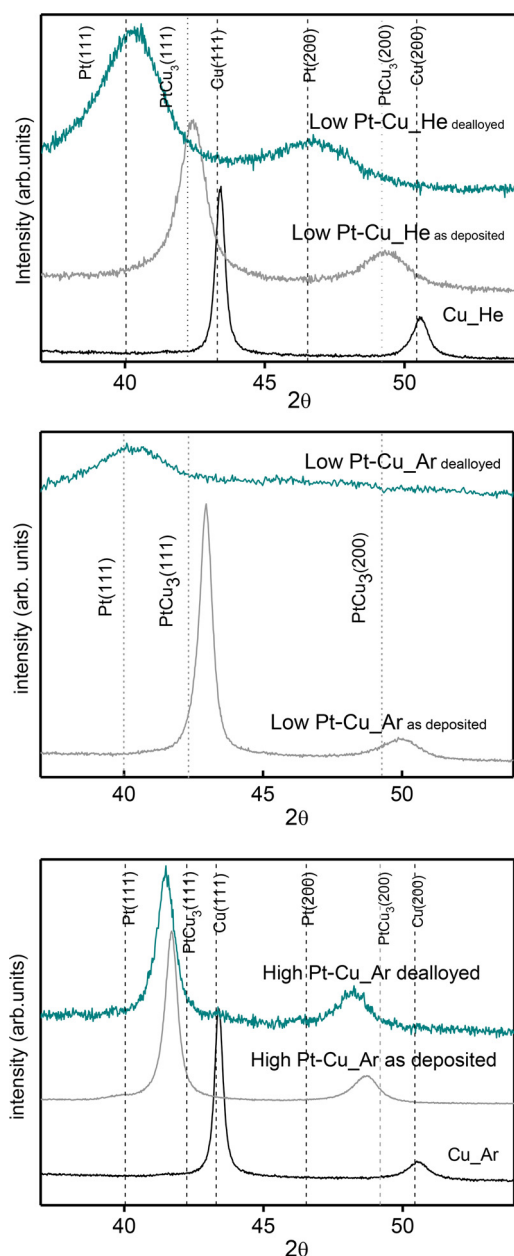 Intensity (arb.units)
Pt(111)
PtCu3(111)
Cu(111)
Pt(200)
PtCu3(200)
Cu(200)
Low Pt-Cu_He dealloyed
Low Pt-Cu_He as deposited
Cu_He
40
45
50
2θ
intensity (arb. units)
Low Pt-Cu_Ar dealloyed
Pt(111)
PtCu3(111)
PtCu3(200)
Low Pt-Cu_Ar as deposited
40
45
50
2θ
intensity (arb.units)
Pt(111)
PtCu3(111)
Cu(111)
Pt(200)
PtCu3(200)
Cu(200)
High Pt-Cu_Ar dealloyed
High Pt-Cu_Ar as deposited
Cu_Ar
40
45
50
2θ